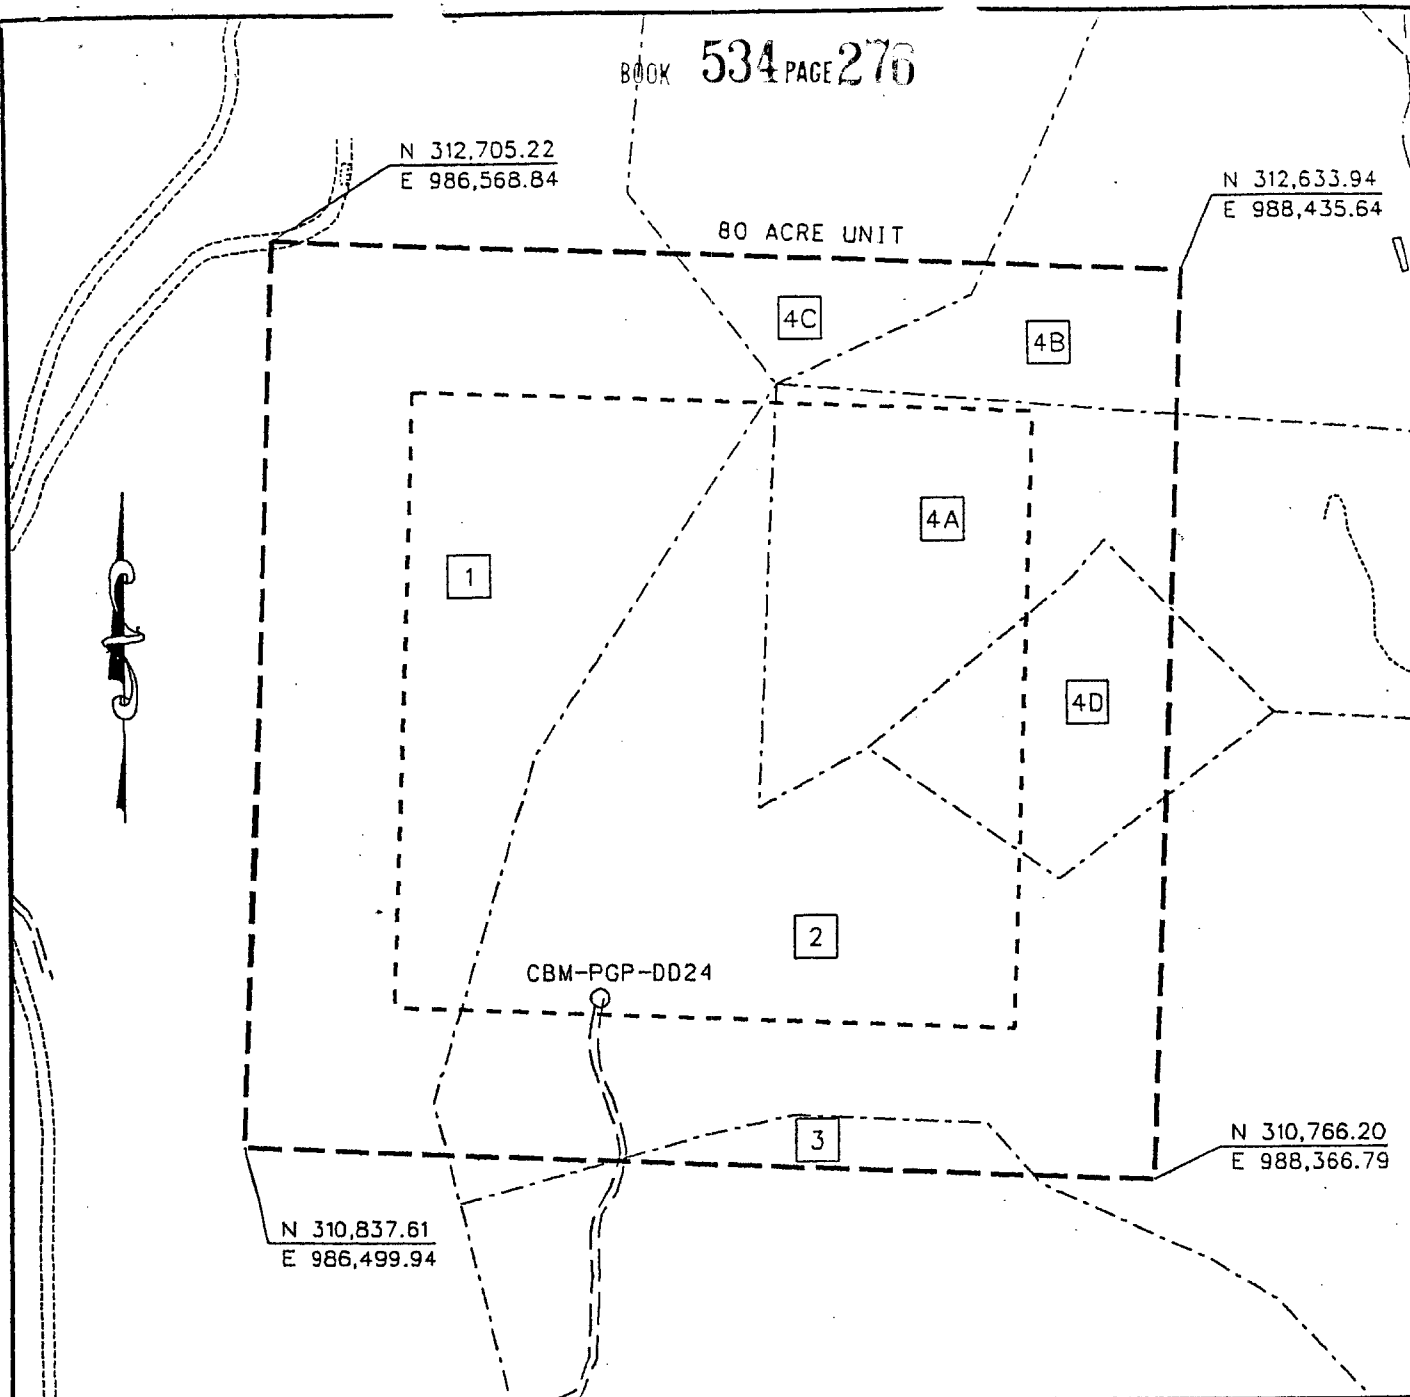 BOOK 534 PAGE 276
N 312,705.22
E 986,568.84
N 312,633.94
E 988,435.64
80 ACRE UNIT
4C
4B
4A
1
4D
2
CBM-PGP-DD24
3
N 310,766.20
E 988,366.79
N 310,837.61
E 986,499.94